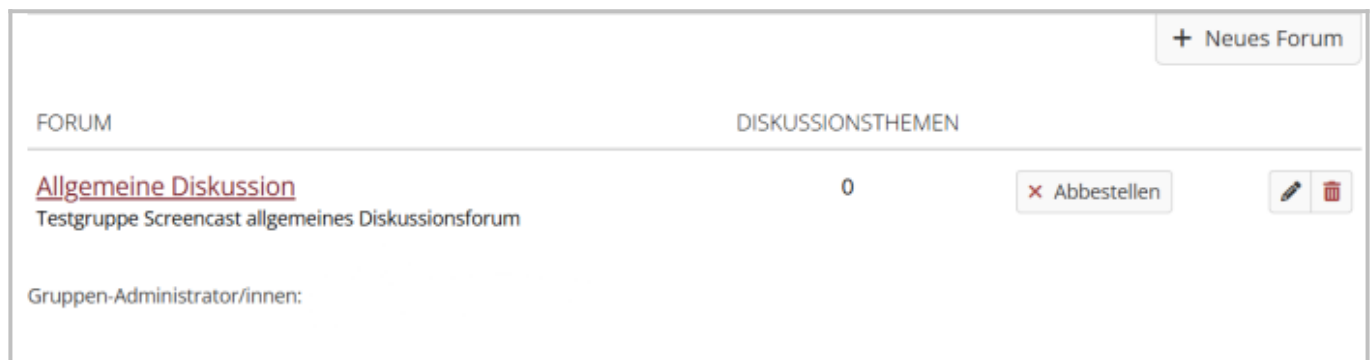 + Neues Forum
FORUM DISKUSSIONSTHEMEN
Allgemeine Diskussion 0 × Abbestellen
Testgruppe Screencast allgemeines Diskussionsforum
Gruppen-Administrator/innen: